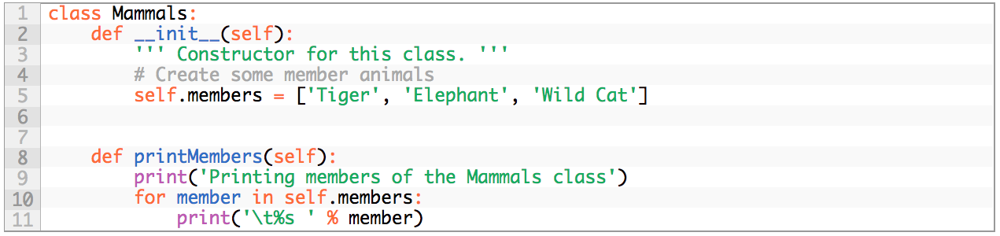 1 class Mammals:
2     def __init__(self):
3         ''' Constructor for this class. '''
4         # Create some member animals
5         self.members = ['Tiger', 'Elephant', 'Wild Cat']
6
7
8     def printMembers(self):
9         print('Printing members of the Mammals class')
10         for member in self.members:
11             print('\t%s ' % member)